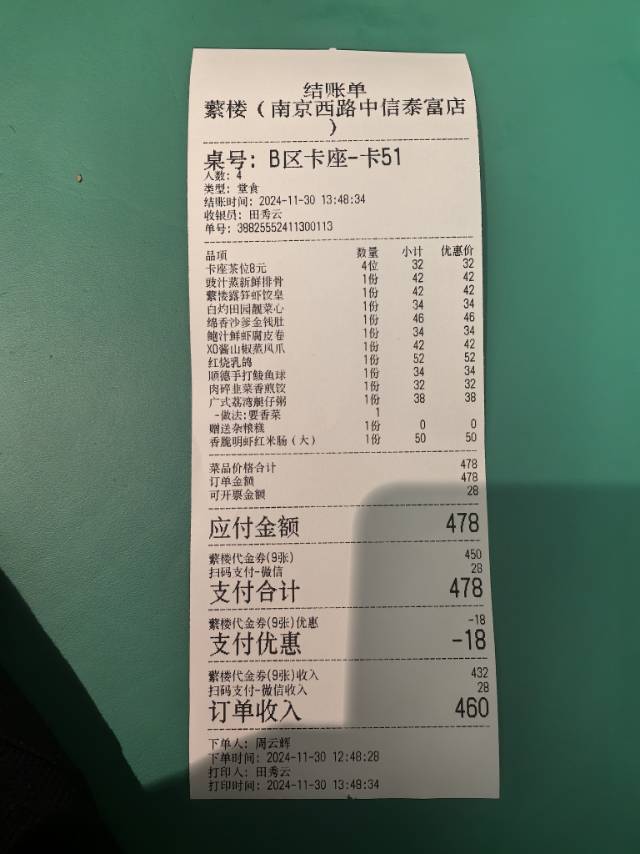 结账单
蘩楼（南京西路中信泰富店
）
桌号: B区卡座-卡51
人数: 4
类型: 堂食
结账时间: 2024-11-30 13:48:34
收银员: 田秀云
单号: 38825552411300113
品项 数量 小计 优惠价
卡座茶位8元 4位 32 32
豉汁蒸新鲜排骨 1份 42 42
蘩楼露笋虾饺皇 1份 42 42
白灼田园靓菜心 1份 34 34
绵香沙爹金钱肚 1份 46 46
鲍汁鲜虾腐皮卷 1份 34 34
XO酱山椒蒸凤爪 1份 42 42
红烧乳鸽 1份 52 52
顺德手打鲮鱼球 1份 34 34
肉碎韭菜香煎饺 1份 32 32
广式荔湾艇仔粥 1份 38 38
-做法:要香菜 1
赠送杂粮糕 1份 0 0
香脆明虾红米肠（大） 1份 50 50
菜品价格合计 478
订单金额 478
可开票金额 28
应付金额 478
蘩楼代金券(9张) 450
扫码支付-微信 28
支付合计 478
蘩楼代金券(9张)优惠 -18
支付优惠 -18
蘩楼代金券(9张)收入 432
扫码支付-微信收入 28
订单收入 460
下单人: 周云辉
下单时间: 2024-11-30 12:48:28
打印人: 田秀云
打印时间: 2024-11-30 13:48:34